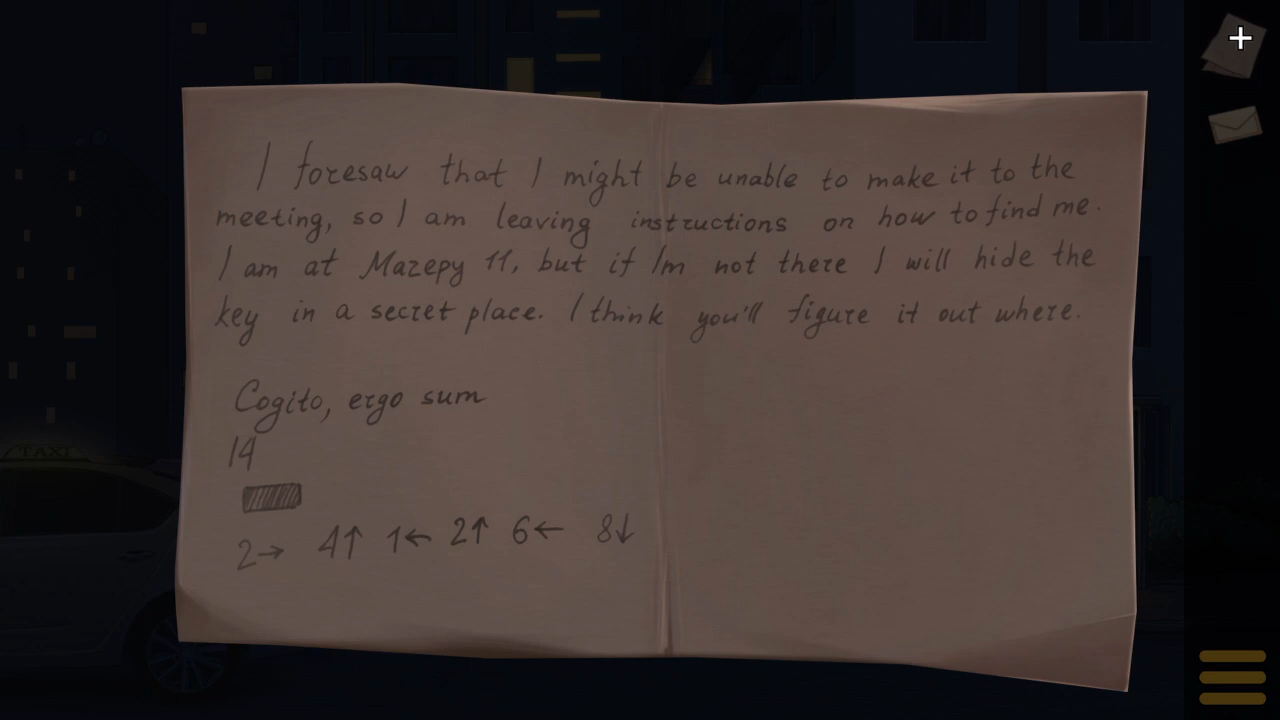 I foresaw that I might be unable to make it to the
meeting, so I am leaving instructions on how to find me.
I am at Mazepy 11, but if I'm not there I will hide the
key in a secret place. I think you'll figure it out where.
Cogito, ergo sum
14
2→ 4↑ 1← 2↑ 6← 8↓
TAXI